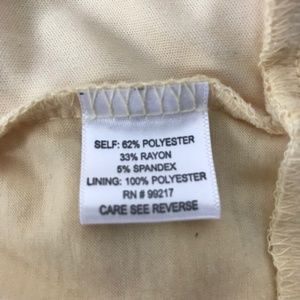 SELF: 62% POLYESTER
33% RAYON
5% SPANDEX
LINING: 100% POLYESTER
RN # 99217
CARE SEE REVERSE